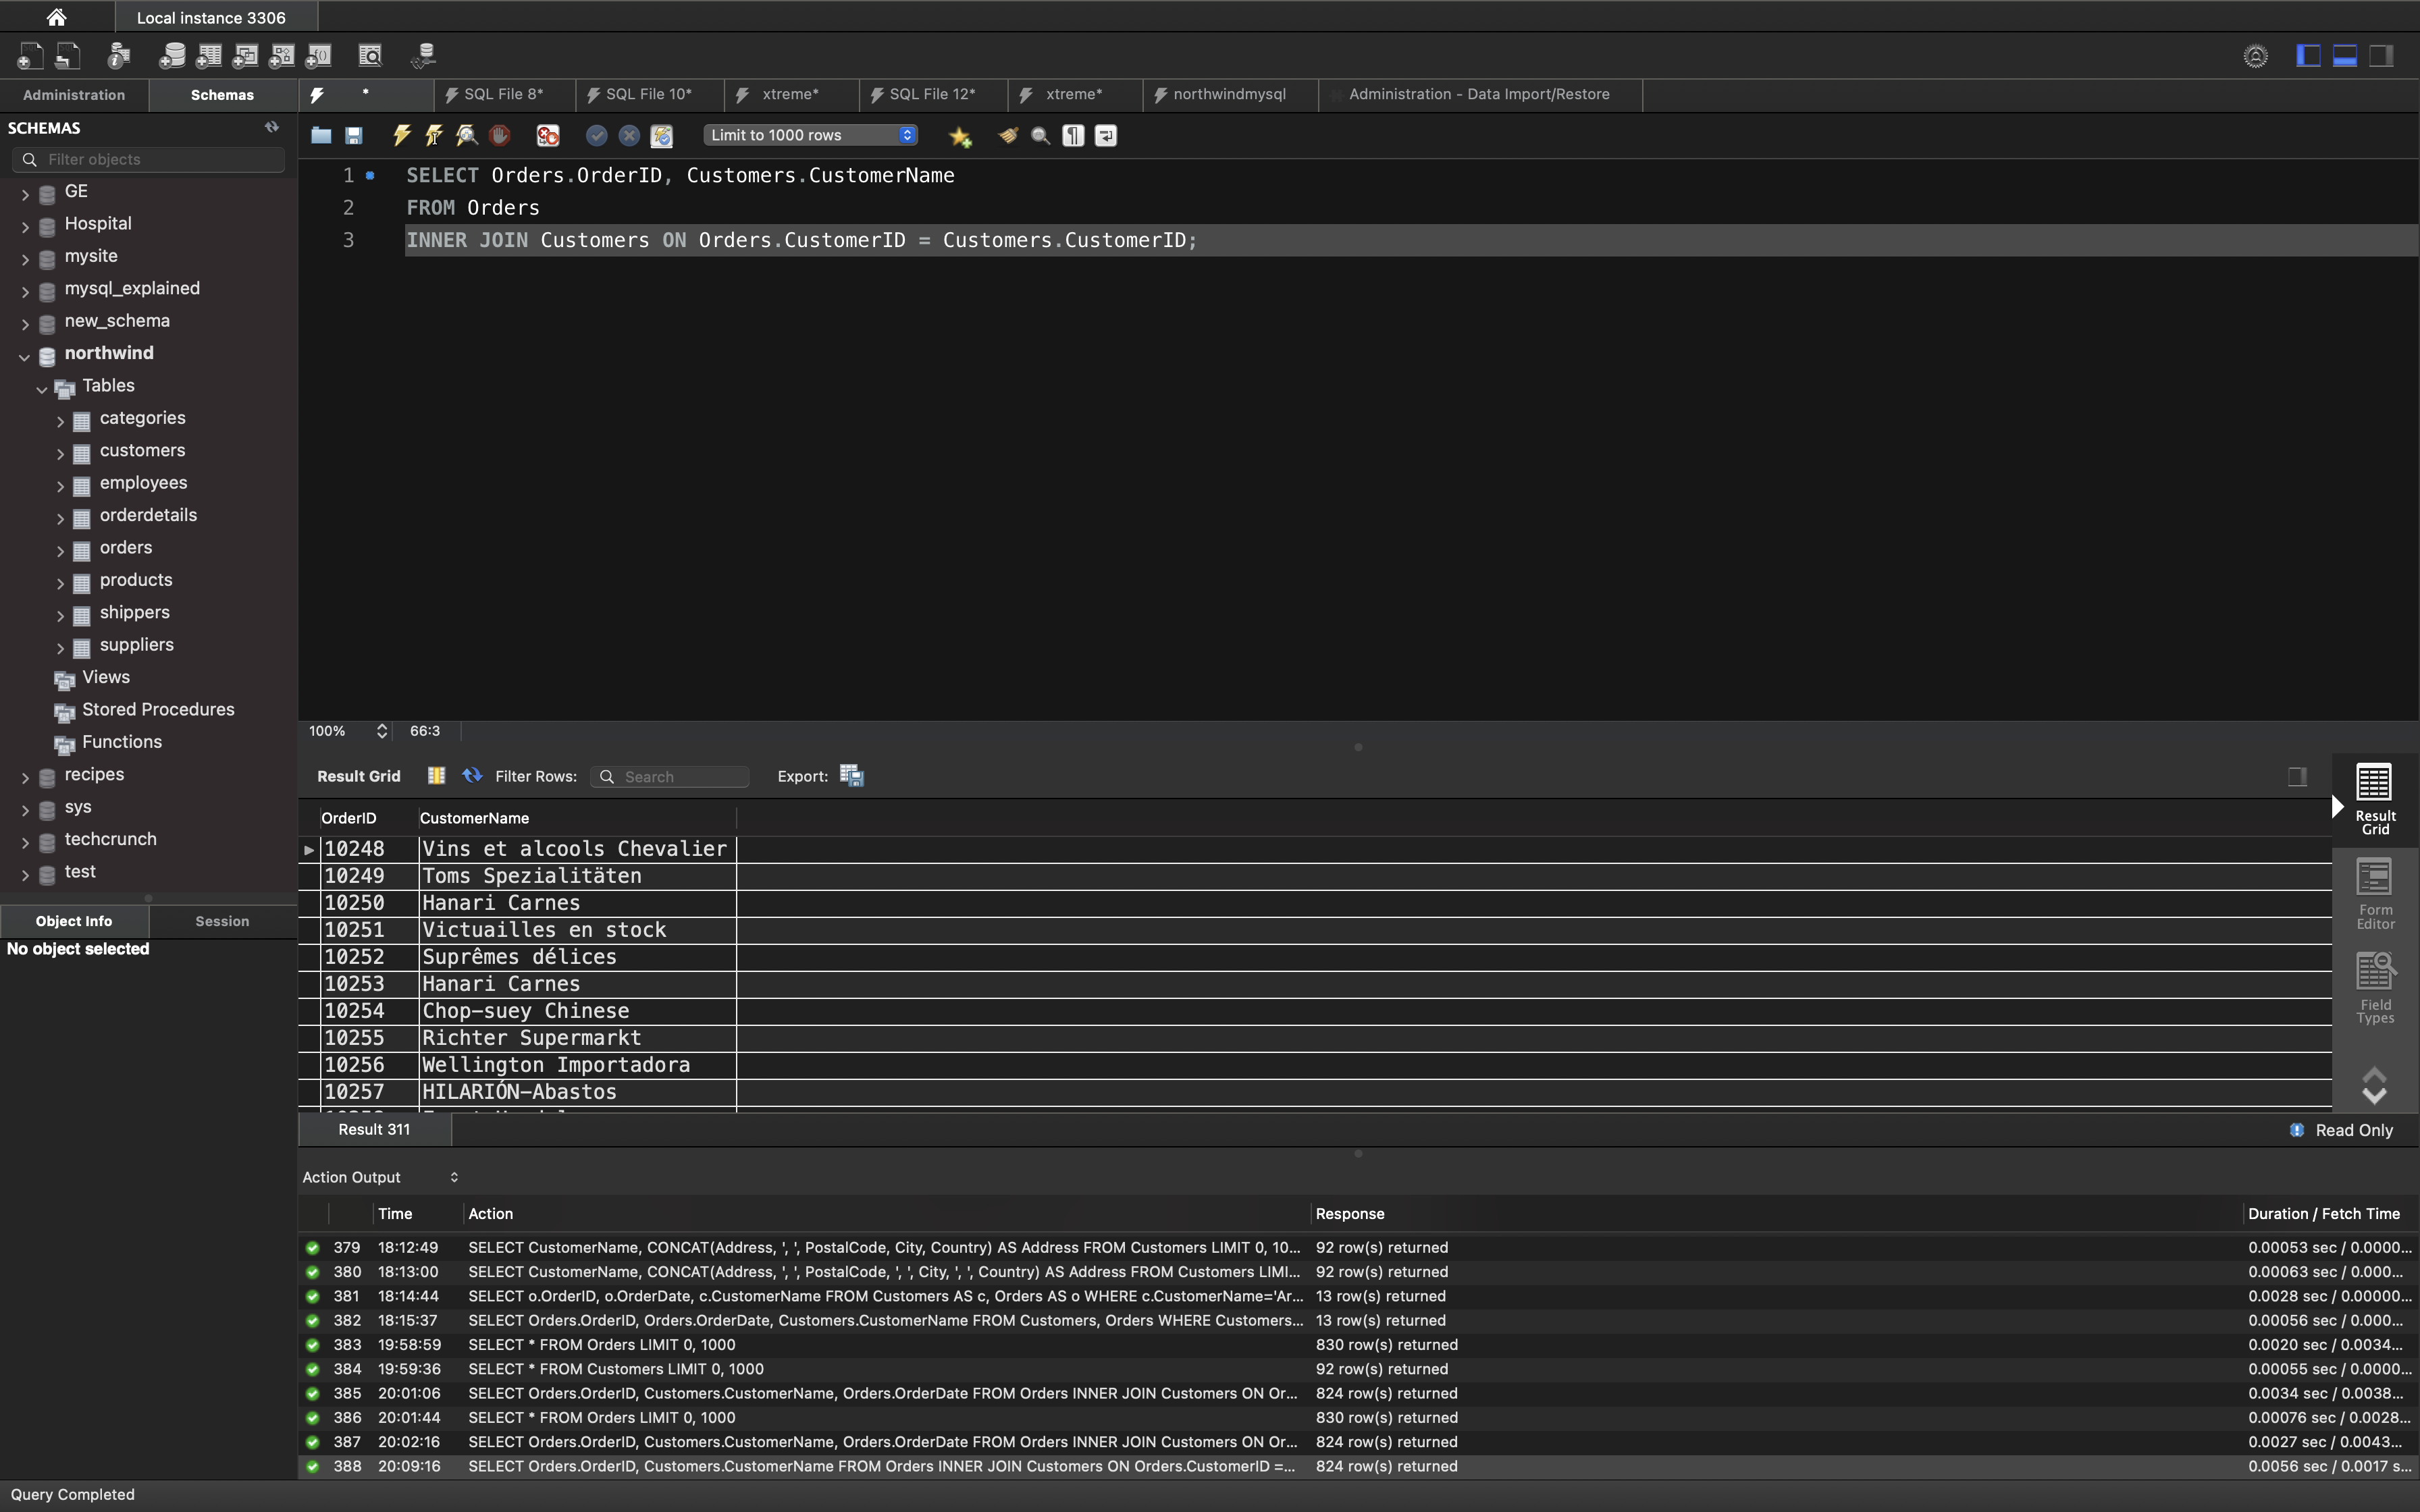 Local instance 3306
Administration
Schemas
*
SQL File 8*
SQL File 10*
xtreme*
SQL File 12*
xtreme*
northwindmysql
Administration - Data Import/Restore
SCHEMAS
Filter objects
GE
Hospital
mysite
mysql_explained
new_schema
northwind
Tables
categories
customers
employees
orderdetails
orders
products
shippers
suppliers
Views
Stored Procedures
Functions
recipes
sys
techcrunch
test
Object Info
Session
No object selected
Limit to 1000 rows
1 SELECT Orders.OrderID, Customers.CustomerName
2 FROM Orders
3 INNER JOIN Customers ON Orders.CustomerID = Customers.CustomerID;
100% 66:3
Result Grid Filter Rows: Search Export:
OrderID CustomerName
10248 Vins et alcools Chevalier
10249 Toms Spezialitäten
10250 Hanari Carnes
10251 Victuailles en stock
10252 Suprêmes délices
10253 Hanari Carnes
10254 Chop-suey Chinese
10255 Richter Supermarkt
10256 Wellington Importadora
10257 HILARIÓN-Abastos
Result
Grid
Form
Editor
Field
Types
Result 311
Read Only
Action Output
Time Action Response Duration / Fetch Time
379 18:12:49 SELECT CustomerName, CONCAT(Address, ', ', PostalCode, City, Country) AS Address FROM Customers LIMIT 0, 10... 92 row(s) returned 0.00053 sec / 0.0000...
380 18:13:00 SELECT CustomerName, CONCAT(Address, ', ', PostalCode, ', ', City, ', ', Country) AS Address FROM Customers LIMI... 92 row(s) returned 0.00063 sec / 0.000...
381 18:14:44 SELECT o.OrderID, o.OrderDate, c.CustomerName FROM Customers AS c, Orders AS o WHERE c.CustomerName='Ar... 13 row(s) returned 0.0028 sec / 0.00000...
382 18:15:37 SELECT Orders.OrderID, Orders.OrderDate, Customers.CustomerName FROM Customers, Orders WHERE Customers... 13 row(s) returned 0.00056 sec / 0.000...
383 19:58:59 SELECT * FROM Orders LIMIT 0, 1000 830 row(s) returned 0.0020 sec / 0.0034...
384 19:59:36 SELECT * FROM Customers LIMIT 0, 1000 92 row(s) returned 0.00055 sec / 0.0000...
385 20:01:06 SELECT Orders.OrderID, Customers.CustomerName, Orders.OrderDate FROM Orders INNER JOIN Customers ON Or... 824 row(s) returned 0.0034 sec / 0.0038...
386 20:01:44 SELECT * FROM Orders LIMIT 0, 1000 830 row(s) returned 0.00076 sec / 0.0028...
387 20:02:16 SELECT Orders.OrderID, Customers.CustomerName, Orders.OrderDate FROM Orders INNER JOIN Customers ON Or... 824 row(s) returned 0.0027 sec / 0.0043...
388 20:09:16 SELECT Orders.OrderID, Customers.CustomerName FROM Orders INNER JOIN Customers ON Orders.CustomerID =... 824 row(s) returned 0.0056 sec / 0.0017 s...
Query Completed